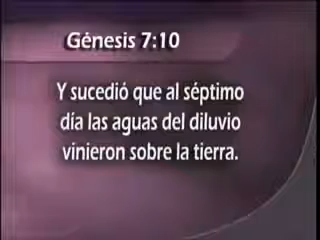 Génesis 7:10
Y sucedió que al séptimo
día las aguas del diluvio
vinieron sobre la tierra.